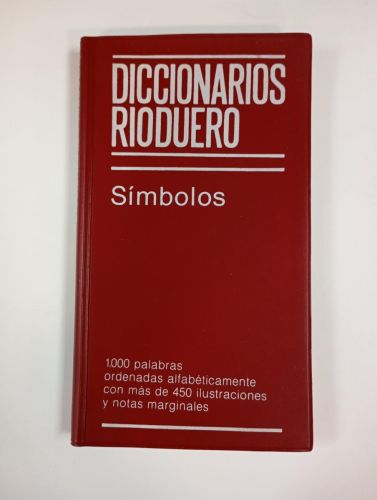 DICCIONARIOS
RIODUERO
Símbolos
1.000 palabras
ordenadas alfabéticamente
con más de 450 ilustraciones
y notas marginales